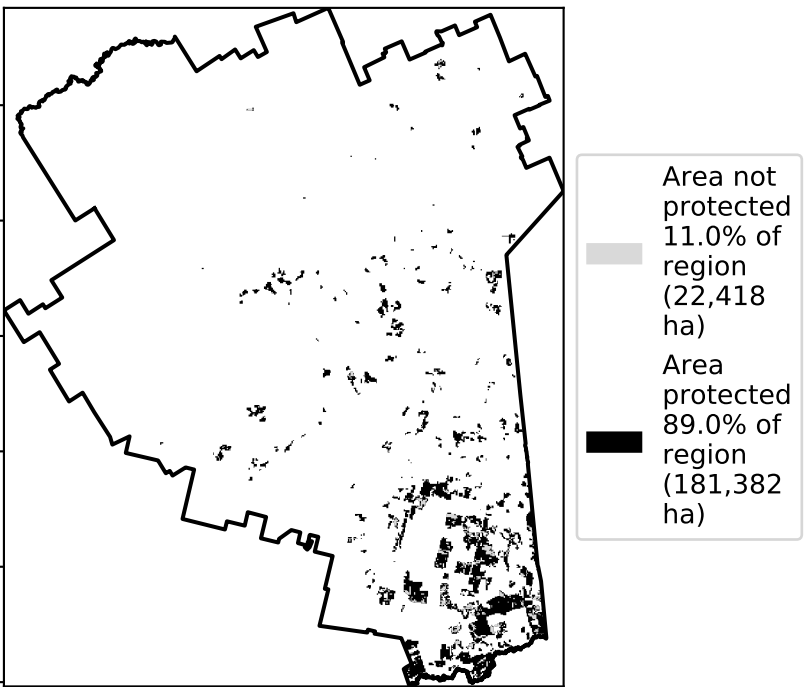 Area not
protected
11.0% of
region
(22,418
ha)
Area
protected
89.0% of
region
(181,382
ha)